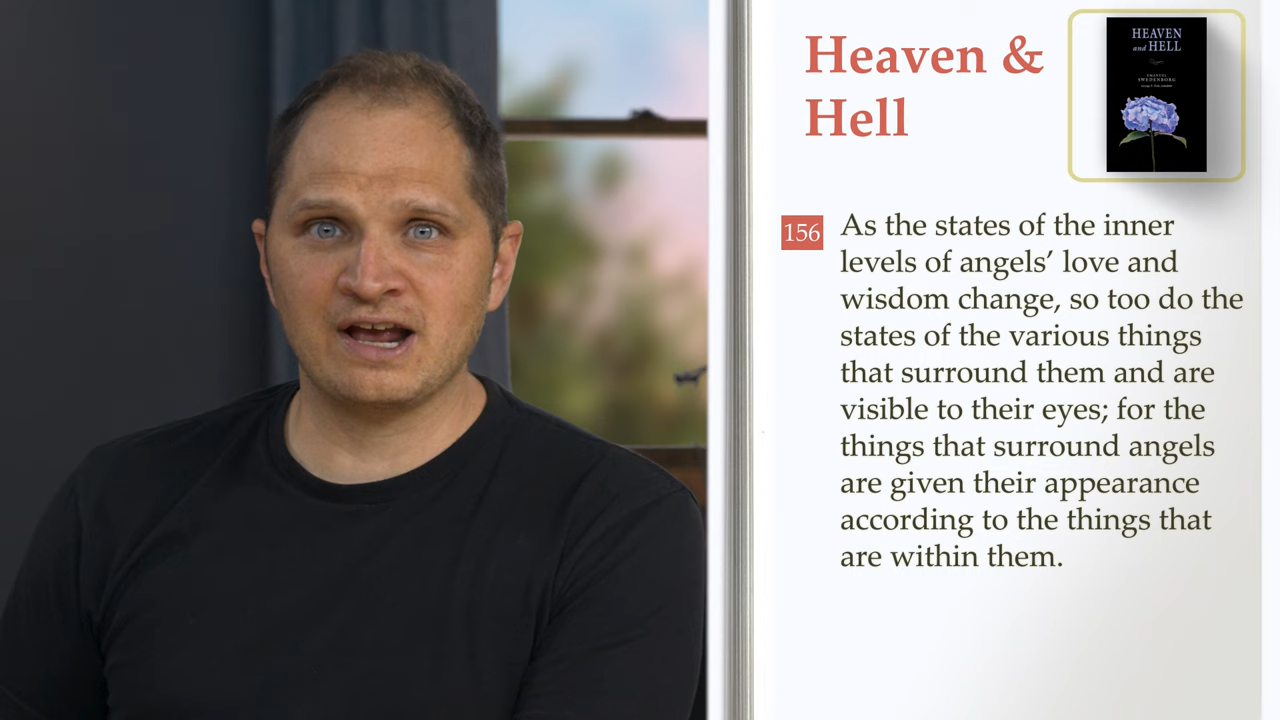 Heaven &
Hell
HEAVEN
and HELL
EMANUEL
SWEDENBORG
156
As the states of the inner
levels of angels’ love and
wisdom change, so too do the
states of the various things
that surround them and are
visible to their eyes; for the
things that surround angels
are given their appearance
according to the things that
are within them.